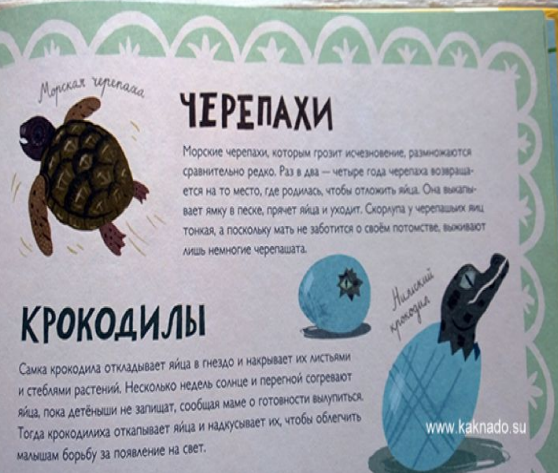 Морская черепаха
ЧЕРЕПАХИ
Морские черепахи, которым грозит исчезновение, размножаются
сравнительно редко. Раз в два — четыре года черепаха возвраща-
ется на то место, где родилась, чтобы отложить яйца. Она выкапы-
вает ямку в песке, прячет яйца и уходит. Скорлупа у черепашьих яиц
тонкая, а поскольку мать не заботится о своём потомстве, выживают
лишь немногие черепашата.
Нильский
крокодил
КРОКОДИЛЫ
Самка крокодила откладывает яйца в гнездо и накрывает их листьями
и стеблями растений. Несколько недель солнце и перегной согревают
яйца, пока детёныши не запищат, сообщая маме о готовности вылупиться.
Тогда крокодилиха откапывает яйца и надкусывает их, чтобы облегчить
малышам борьбу за появление на свет.
www.kaknado.su